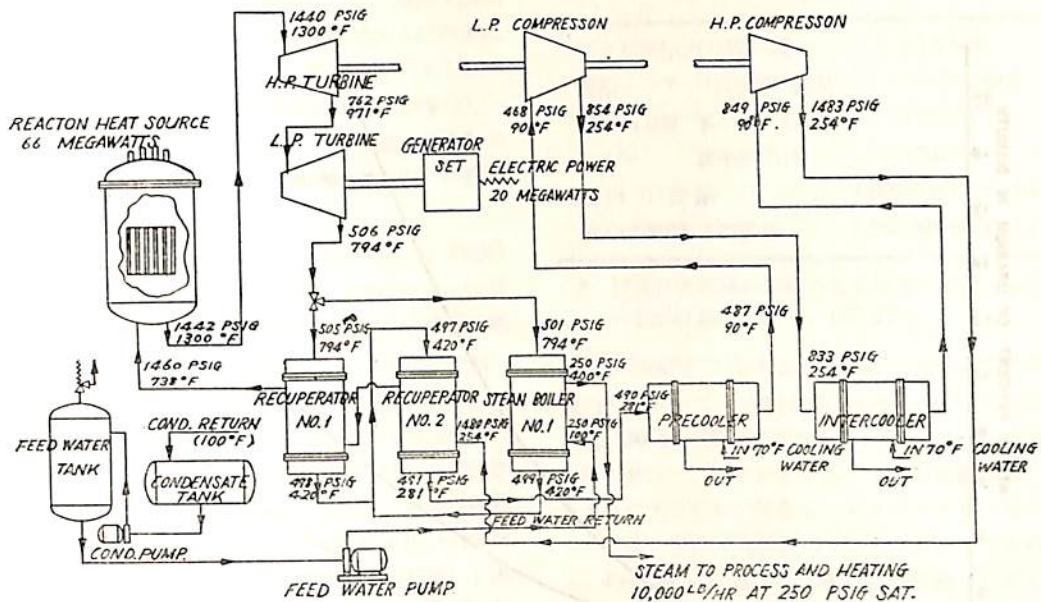 1440 PSIG
1300°F
H.P. TURBINE
762 PSIG
971°F
L.P. TURBINE
GENERATOR
SET
ELECTRIC POWER
20 MEGAWATTS
506 PSIG
794°F
L.P. COMPRESSON
468 PSIG
90°F
854 PSIG
254°F
H.P. COMPRESSON
849 PSIG
90°F.
1483 PSIG
254°F
REACTON HEAT SOURCE
66 MEGAWATTS
1442 PSIG
1300°F
1460 PSIG
738°F
505 PSIG
794°F
497 PSIG
420°F
501 PSIG
794°F
250 PSIG
400°F
487 PSIG
90°F
833 PSIG
254°F
RECUPERATOR
NO.1
RECUPERATOR
NO.2
1480 PSIG
254°F
STEAN BOILER
NO.1
250 PSIG
100°F
490 PSIG
281°F
PRECOOLER
IN 70°F COOLING
WATER
OUT
INTERCOOLER
IN 70°F COOLING
WATER
OUT
FEED WATER
TANK
COND. RETURN
(100°F)
CONDENSATE
TANK
COND. PUMP.
PSIG
420°F
491 PSIG
281°F
499 PSIG
420°F
FEED WATER RETURN
FEED WATER PUMP.
STEAM TO PROCESS AND HEATING
10,000 LD/HR AT 250 PSIG SAT.